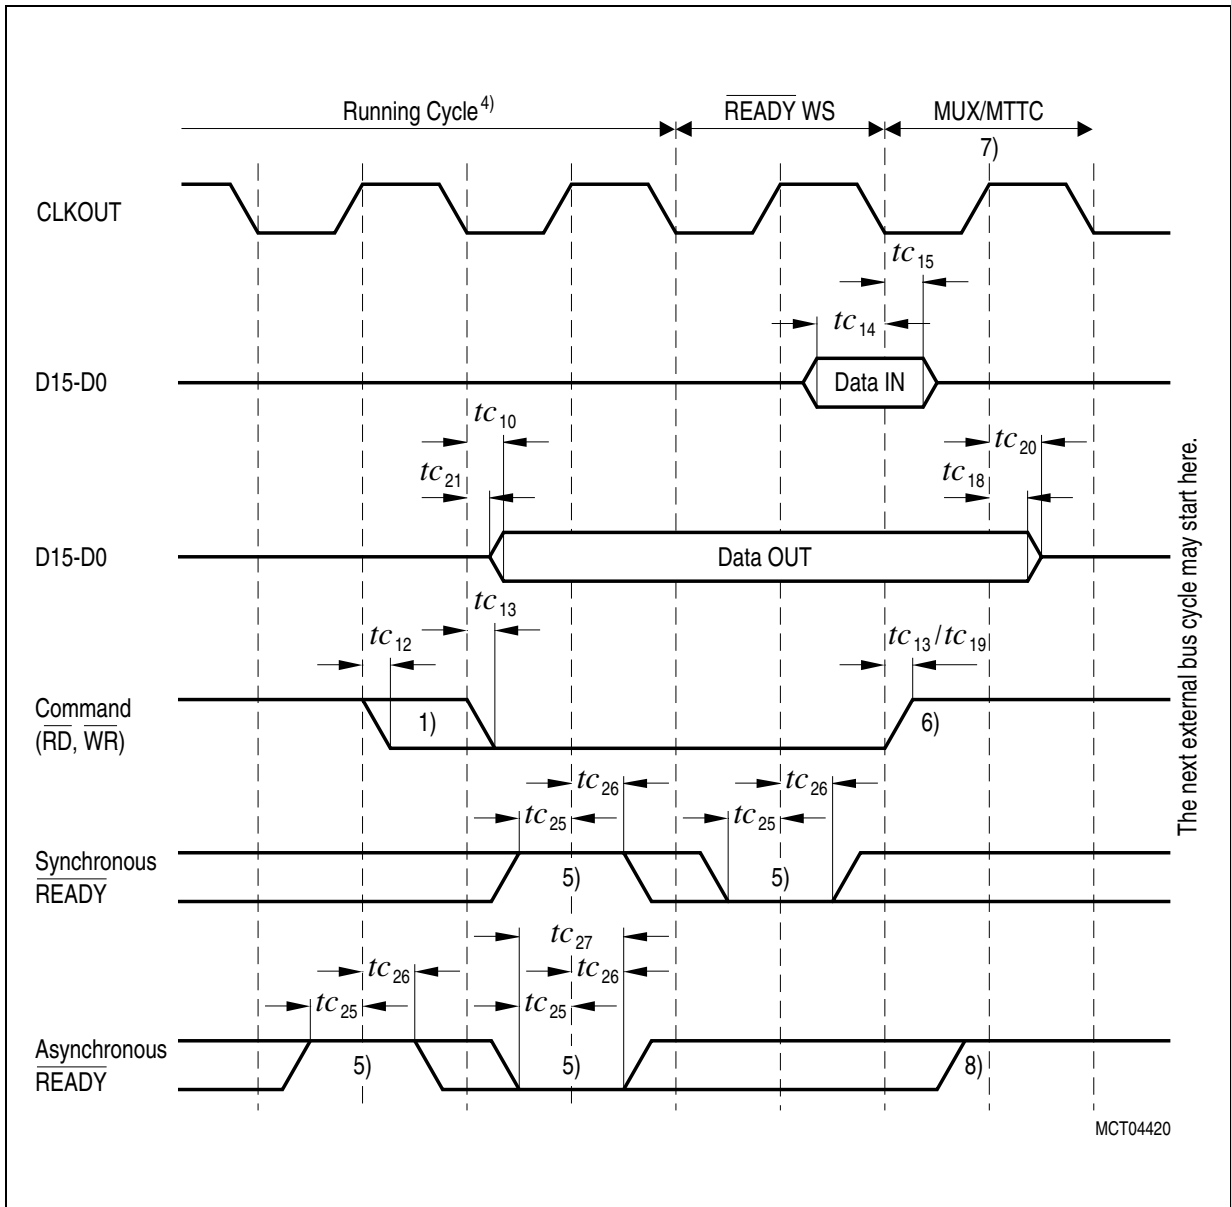 Running Cycle 4)
READY WS
MUX/MTTC
7)
CLKOUT
tc15
tc14
D15-D0
Data IN
tc10
tc20
tc21
tc18
D15-D0
Data OUT
tc13
tc12
tc13/tc19
Command
(RD, WR)
1)
6)
tc26
tc26
tc25
tc25
Synchronous
READY
5)
5)
tc27
tc26
tc26
tc25
tc25
Asynchronous
READY
5)
5)
8)
The next external bus cycle may start here.
MCT04420